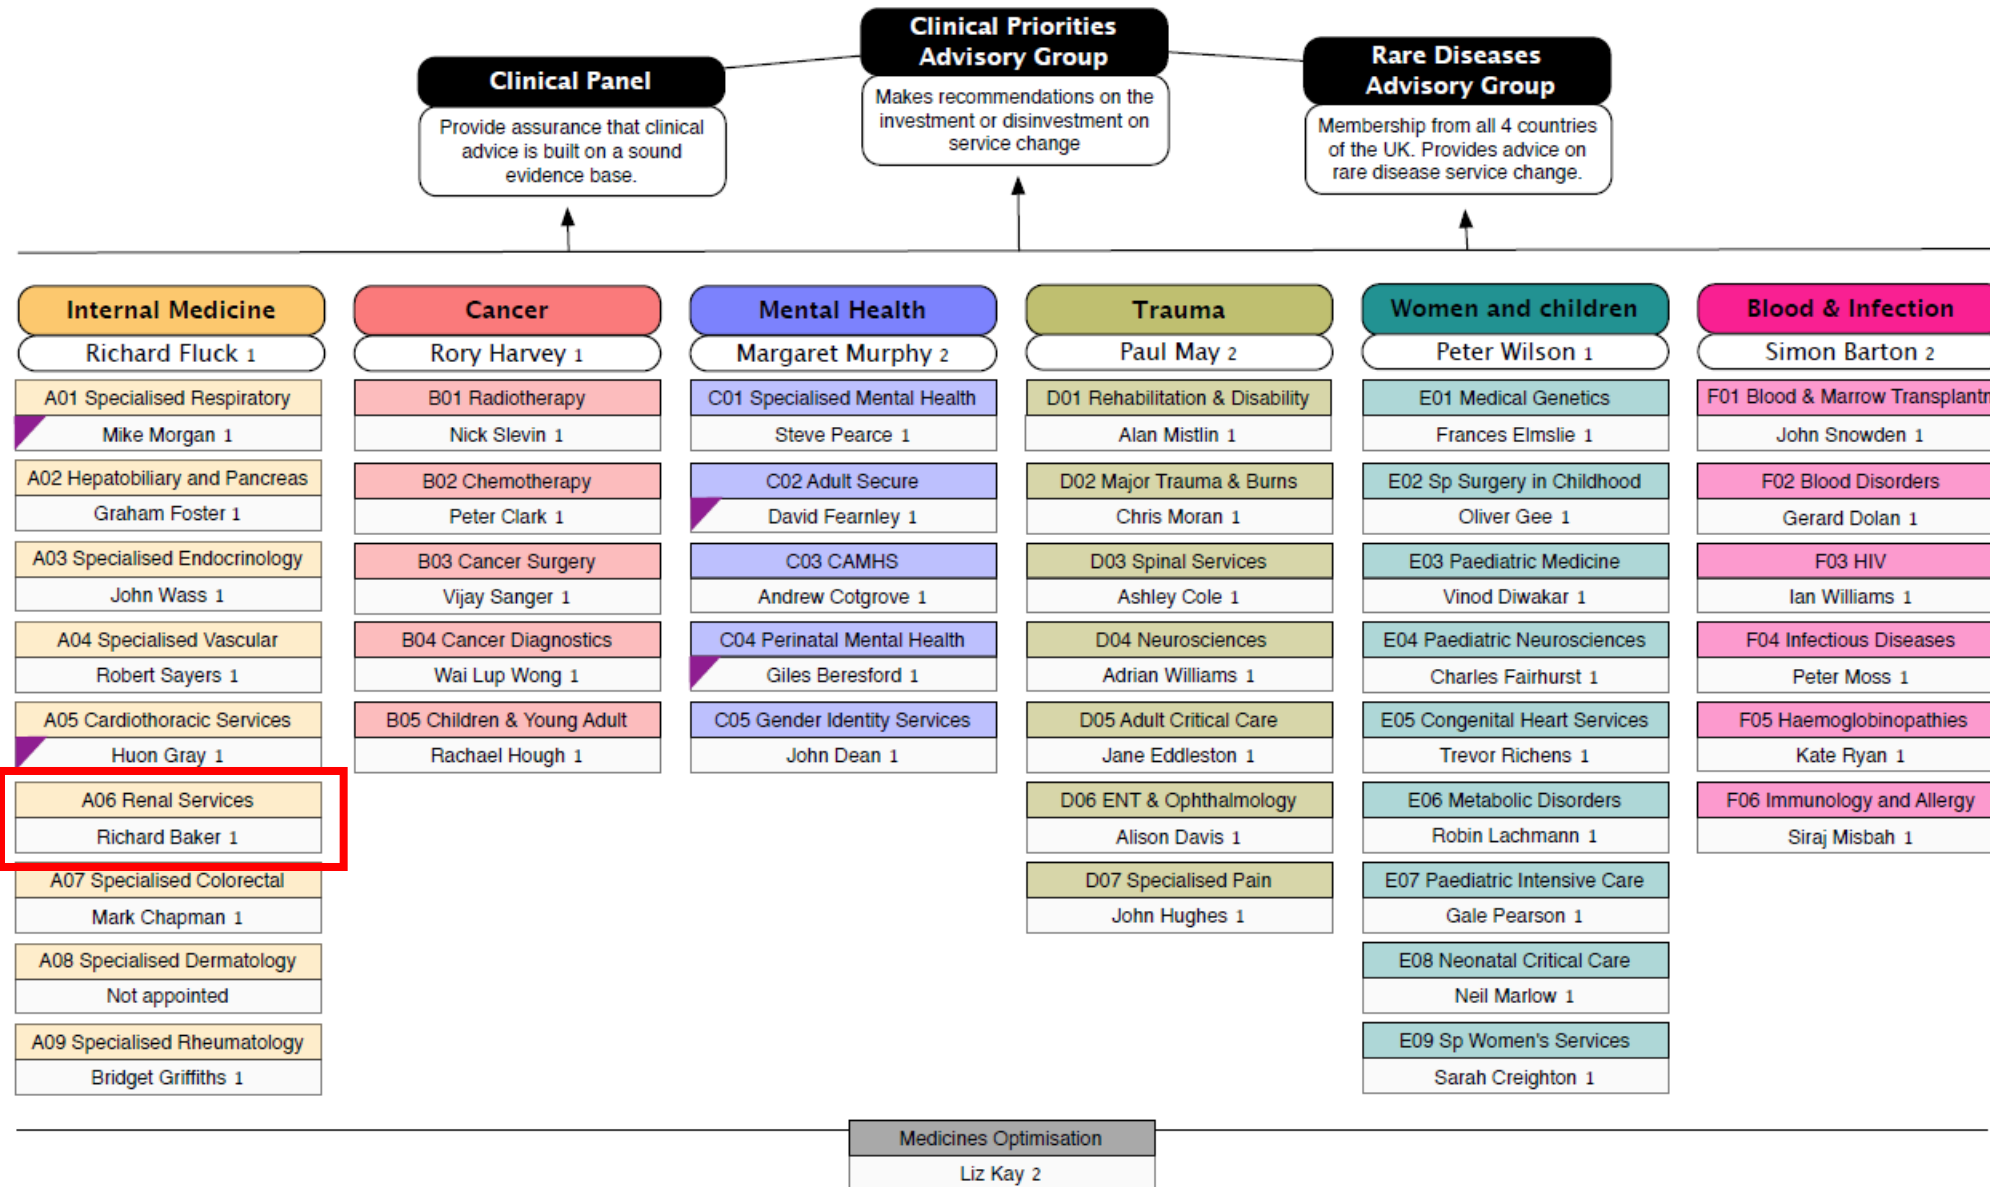 Clinical Priorities
Advisory Group
Makes recommendations on the
investment or disinvestment on
service change
Clinical Panel
Provide assurance that clinical
advice is built on a sound
evidence base.
Rare Diseases
Advisory Group
Membership from all 4 countries
of the UK. Provides advice on
rare disease service change.
Internal Medicine
Richard Fluck 1
A01 Specialised Respiratory
Mike Morgan 1
A02 Hepatobiliary and Pancreas
Graham Foster 1
A03 Specialised Endocrinology
John Wass 1
A04 Specialised Vascular
Robert Sayers 1
A05 Cardiothoracic Services
Huon Gray 1
A06 Renal Services
Richard Baker 1
A07 Specialised Colorectal
Mark Chapman 1
A08 Specialised Dermatology
Not appointed
A09 Specialised Rheumatology
Bridget Griffiths 1
Cancer
Rory Harvey 1
B01 Radiotherapy
Nick Slevin 1
B02 Chemotherapy
Peter Clark 1
B03 Cancer Surgery
Vijay Sanger 1
B04 Cancer Diagnostics
Wai Lup Wong 1
B05 Children & Young Adult
Rachael Hough 1
Mental Health
Margaret Murphy 2
C01 Specialised Mental Health
Steve Pearce 1
C02 Adult Secure
David Fearnley 1
C03 CAMHS
Andrew Cotgrove 1
C04 Perinatal Mental Health
Giles Beresford 1
C05 Gender Identity Services
John Dean 1
Trauma
Paul May 2
D01 Rehabilitation & Disability
Alan Mistlin 1
D02 Major Trauma & Burns
Chris Moran 1
D03 Spinal Services
Ashley Cole 1
D04 Neurosciences
Adrian Williams 1
D05 Adult Critical Care
Jane Eddleston 1
D06 ENT & Ophthalmology
Alison Davis 1
D07 Specialised Pain
John Hughes 1
Women and children
Peter Wilson 1
E01 Medical Genetics
Frances Elmslie 1
E02 Sp Surgery in Childhood
Oliver Gee 1
E03 Paediatric Medicine
Vinod Diwakar 1
E04 Paediatric Neurosciences
Charles Fairhurst 1
E05 Congenital Heart Services
Trevor Richens 1
E06 Metabolic Disorders
Robin Lachmann 1
E07 Paediatric Intensive Care
Gale Pearson 1
E08 Neonatal Critical Care
Neil Marlow 1
E09 Sp Women's Services
Sarah Creighton 1
Blood & Infection
Simon Barton 2
F01 Blood & Marrow
John Snowden 1
F02 Blood Disorders
Gerard Dolan 1
F03 HIV
Ian Williams 1
F04 Infectious Diseases
Peter Moss 1
F05 Haemoglobinopathies
Kate Ryan 1
F06 Immunology and Allergy
Siraj Misbah 1
Medicines Optimisation
Liz Kay 2